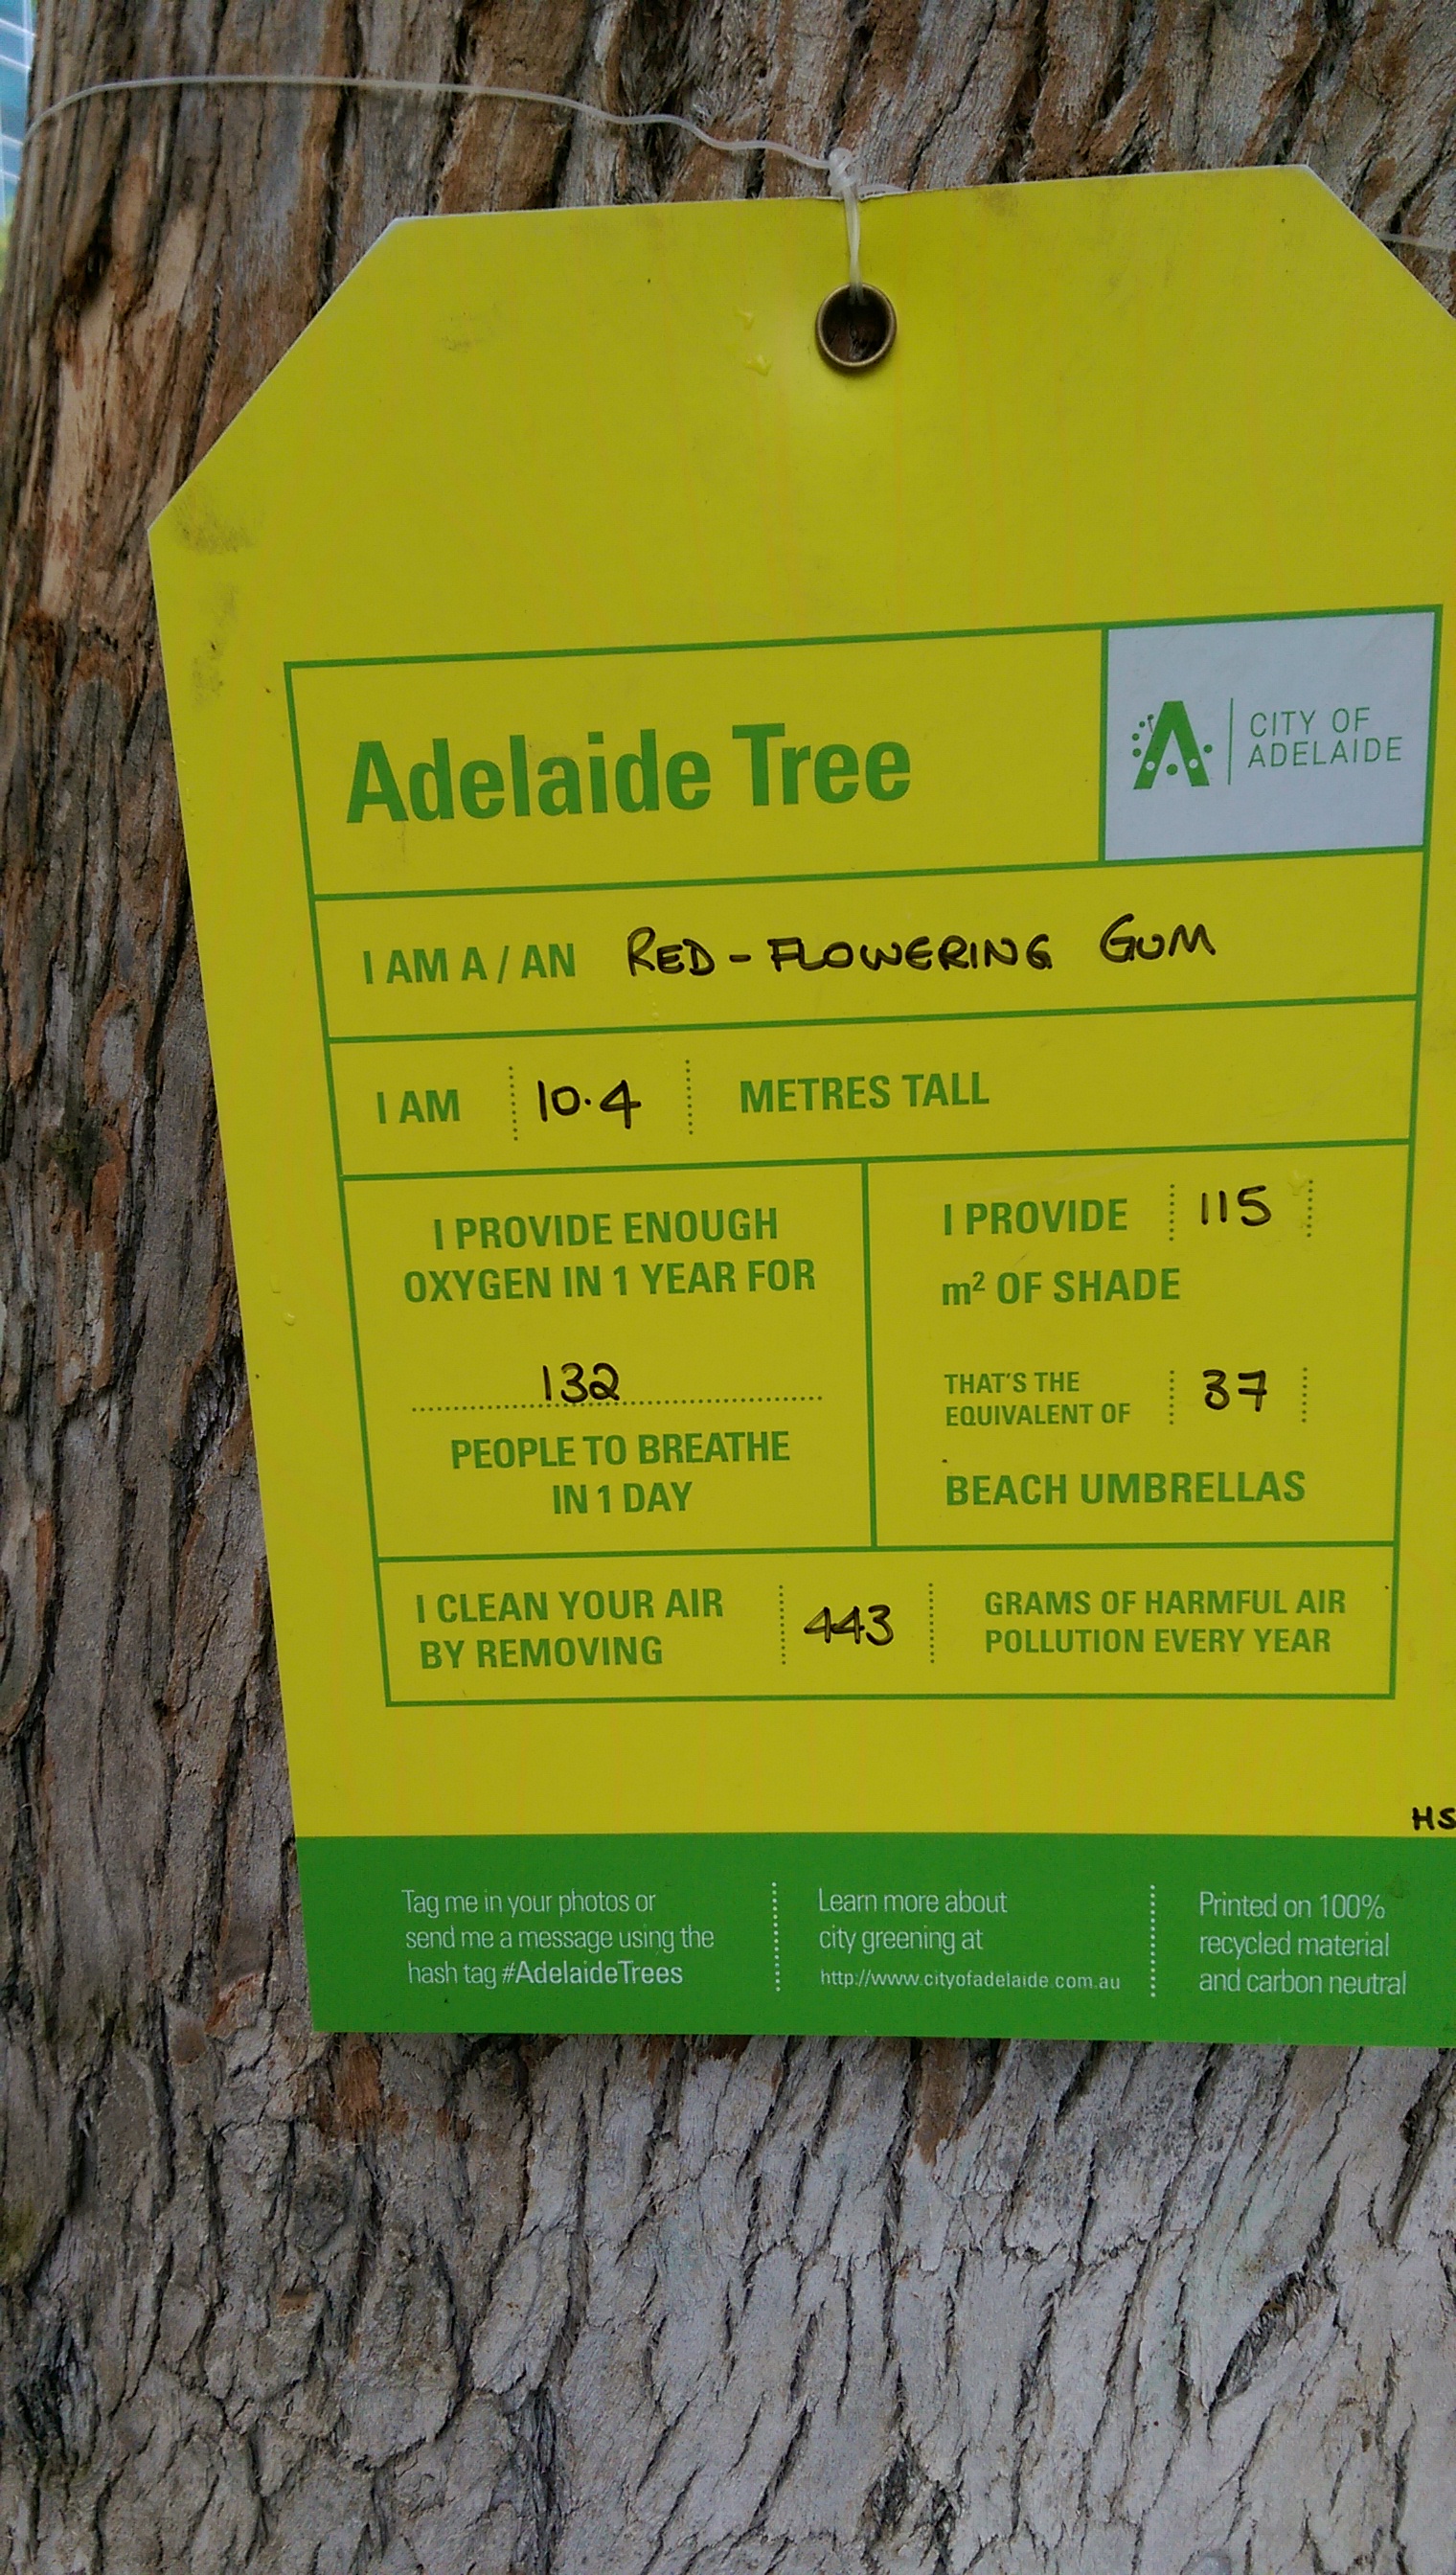 Adelaide Tree
CITY OF
ADELAIDE
I AM A / AN RED-FLOWERING GUM
I AM 10.4 METRES TALL
I PROVIDE ENOUGH
OXYGEN IN 1 YEAR FOR
132
PEOPLE TO BREATHE
IN 1 DAY
I PROVIDE 115
m² OF SHADE
THAT'S THE
EQUIVALENT OF 37
BEACH UMBRELLAS
I CLEAN YOUR AIR
BY REMOVING
443
GRAMS OF HARMFUL AIR
POLLUTION EVERY YEAR
HS
Tag me in your photos or
send me a message using the
hash tag #AdelaideTrees
Learn more about
city greening at
http://www.cityofadelaide.com.au
Printed on 100%
recycled material
and carbon neutral